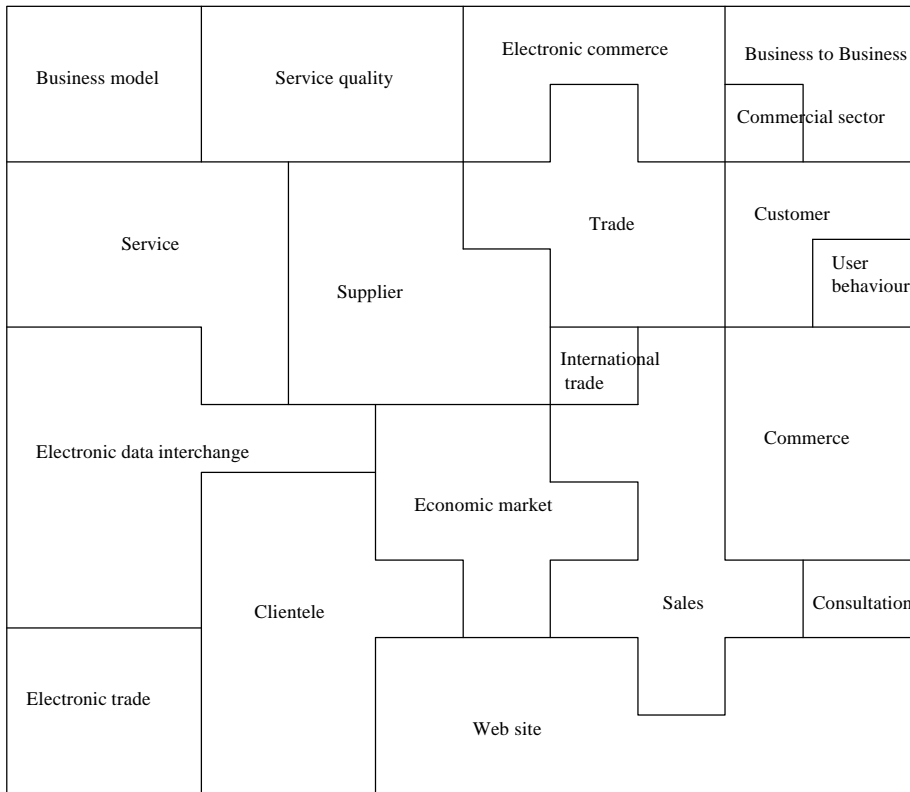 Electronic commerce
Business to Business
Business model
Service quality
Commercial sector
Trade
Customer
Service
User
behaviour
Supplier
International
trade
Commerce
Electronic data interchange
Economic market
Clientele
Sales
Consultation
Electronic trade
Web site